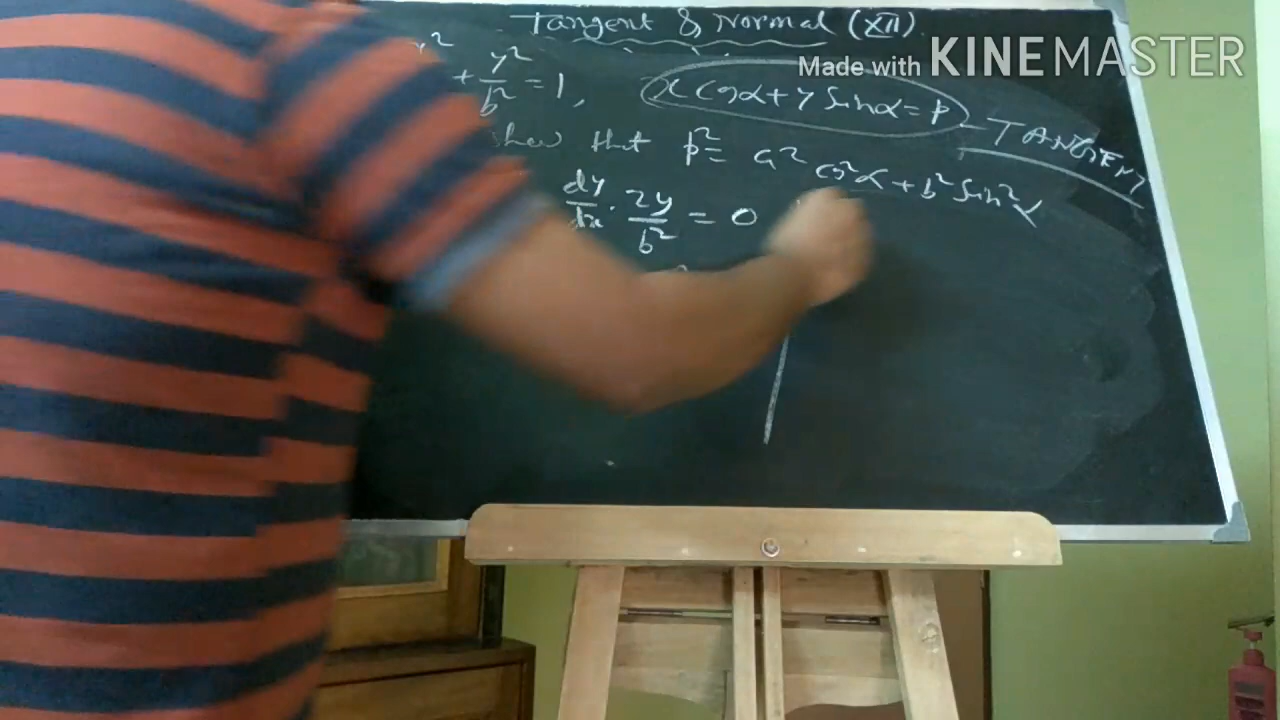 Tangent & Normal (XII)
Made with KINEMASTER
+ y²/b² = 1, x cosα + y sinα = p - TANGENT
show that p² = a² cos²α + b² sin²α
dy/dx · 2y/b² = 0